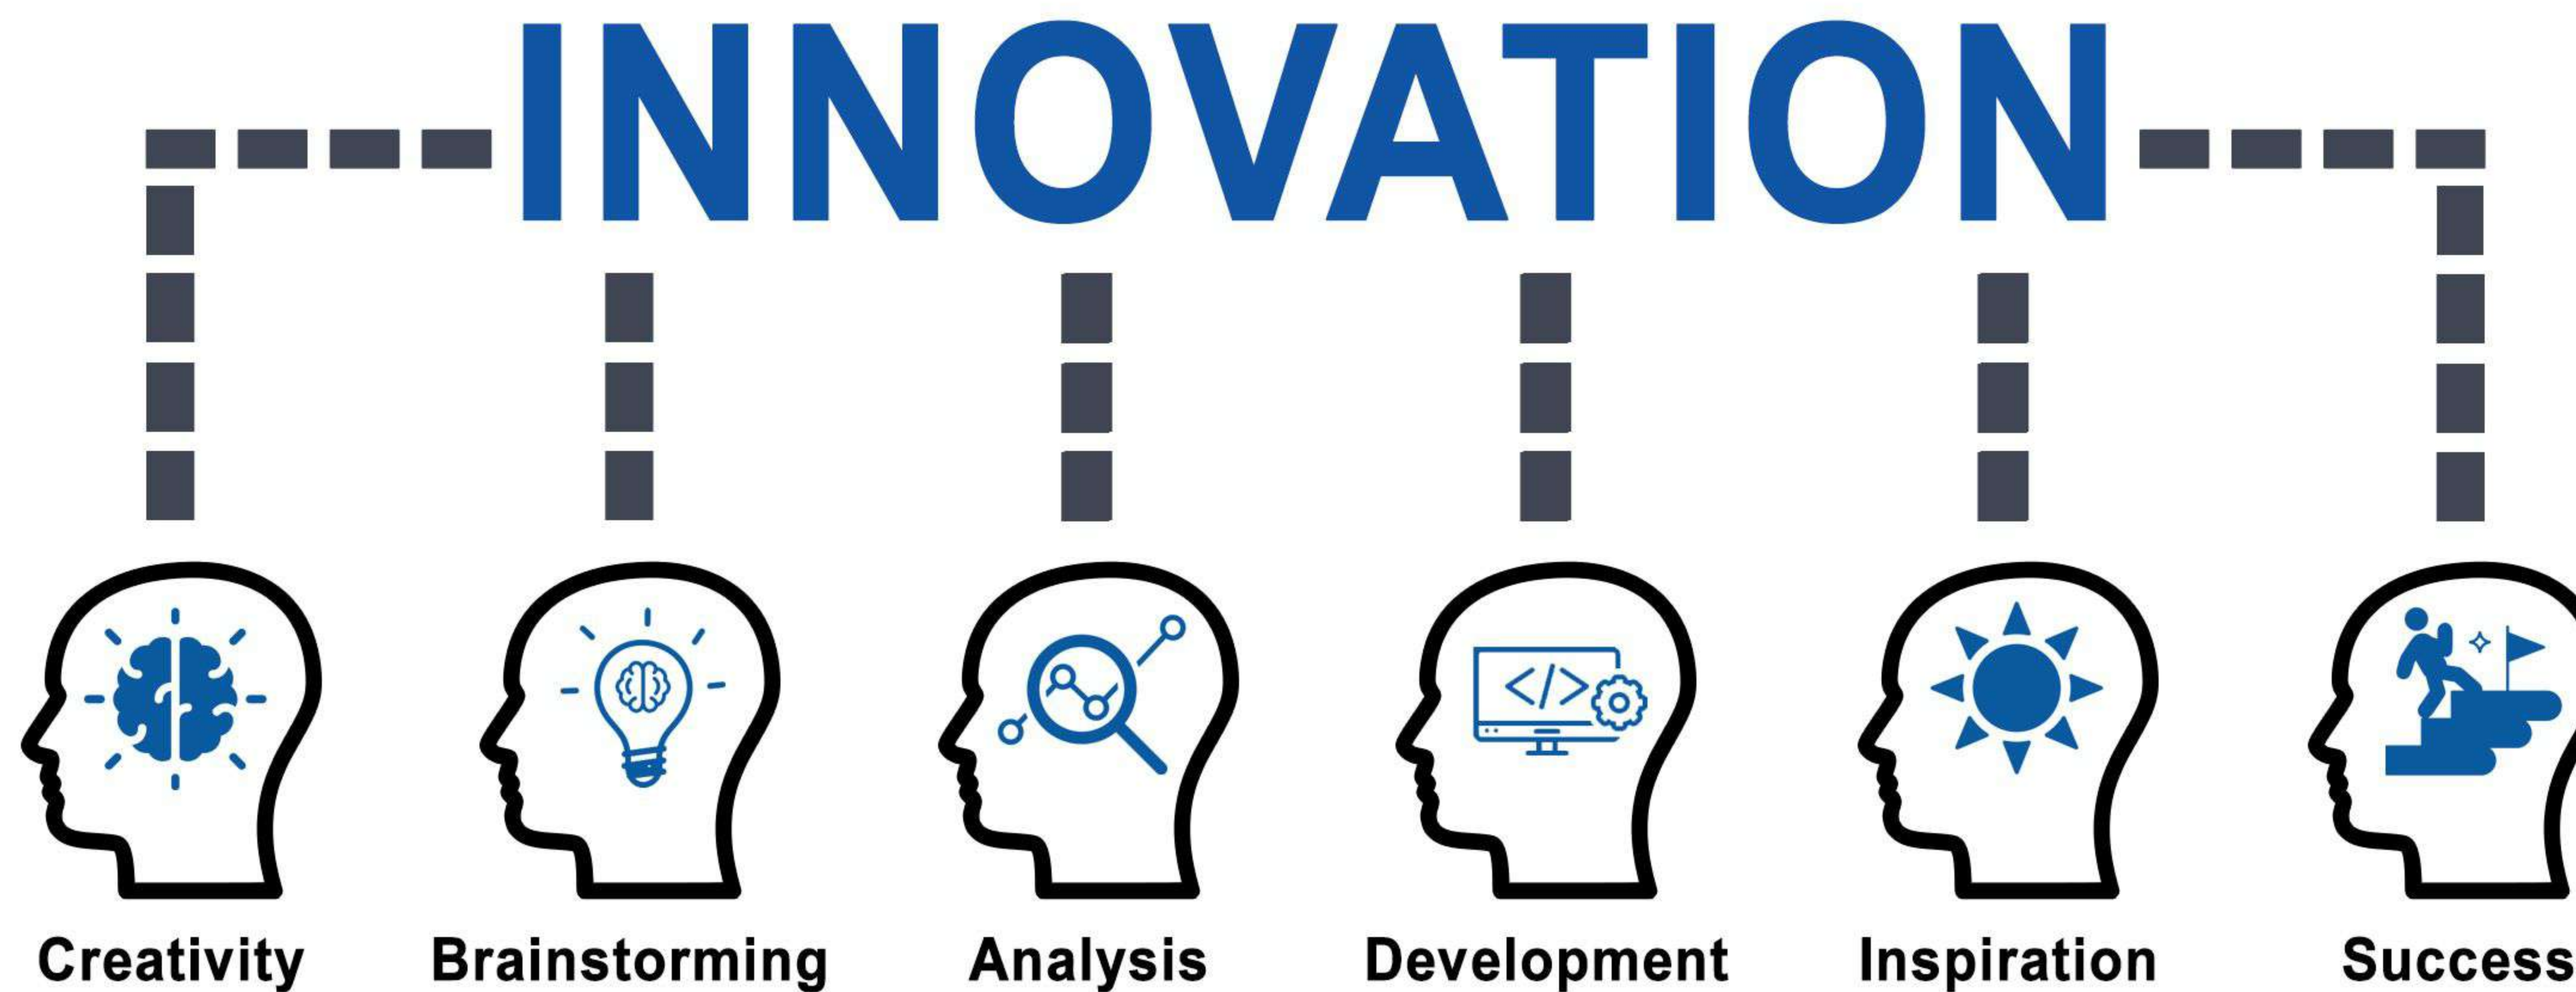 INNOVATION
Creativity Brainstorming Analysis Development Inspiration Success